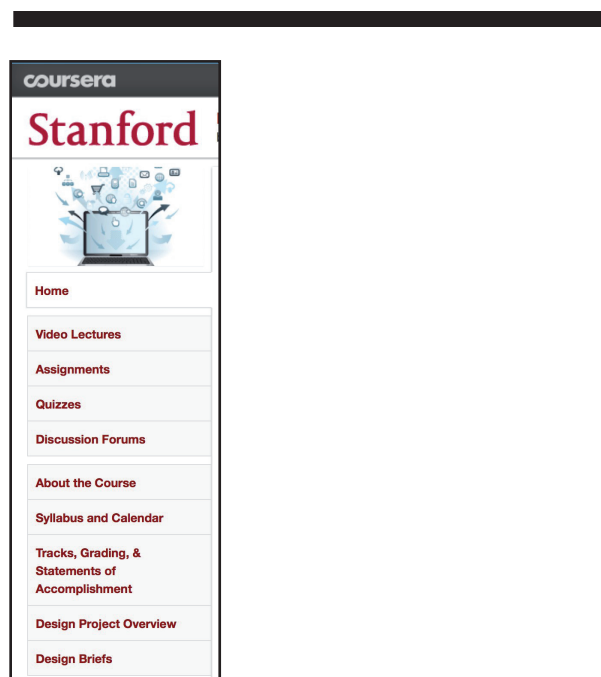 coursera
Stanford
Home
Video Lectures
Assignments
Quizzes
Discussion Forums
About the Course
Syllabus and Calendar
Tracks, Grading, &
Statements of
Accomplishment
Design Project Overview
Design Briefs